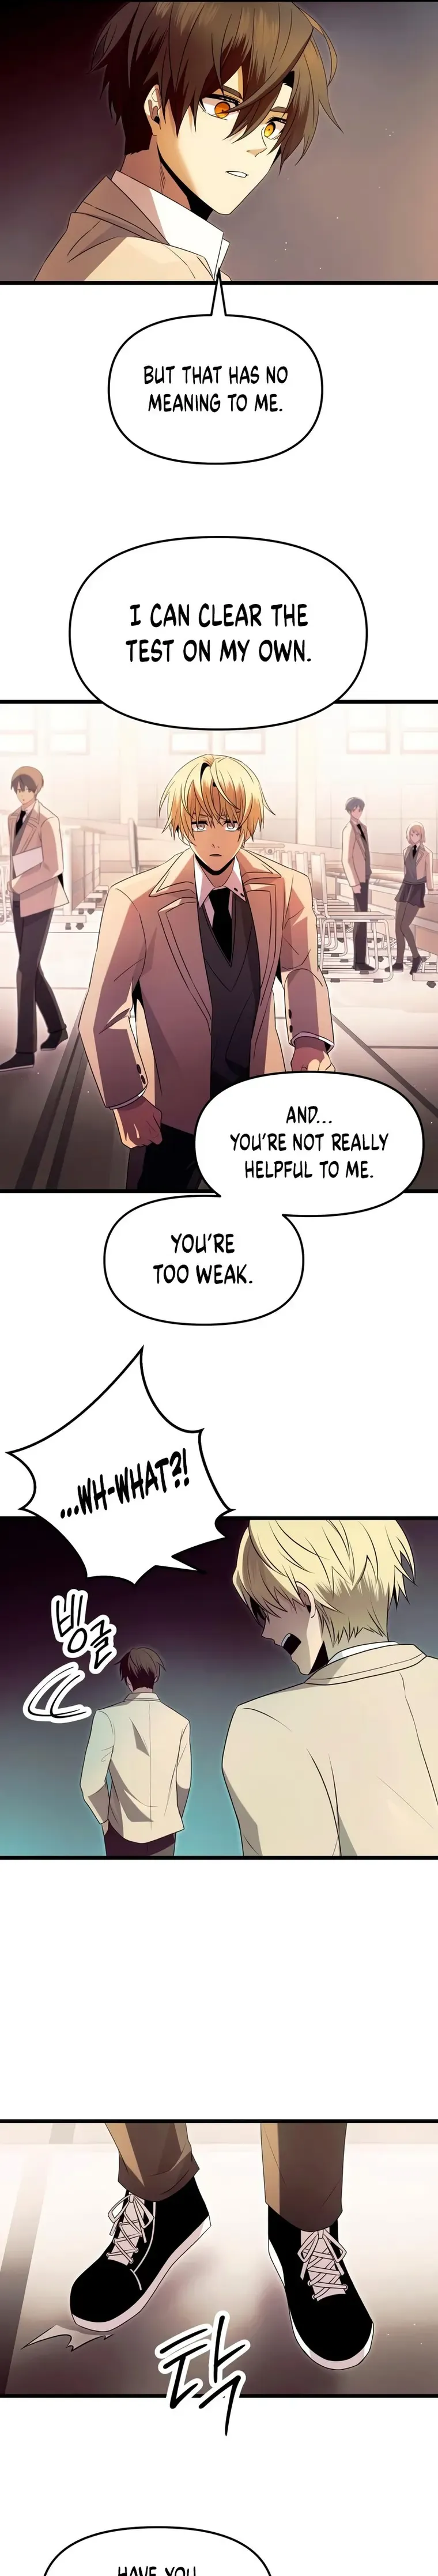 BUT THAT HAS NO
MEANING TO ME.
I CAN CLEAR THE
TEST ON MY OWN.
AND...
YOU'RE NOT REALLY
HELPFUL TO ME.
YOU'RE
TOO WEAK.
...WH-WHAT?!
빙글
탁
HAVE YOU